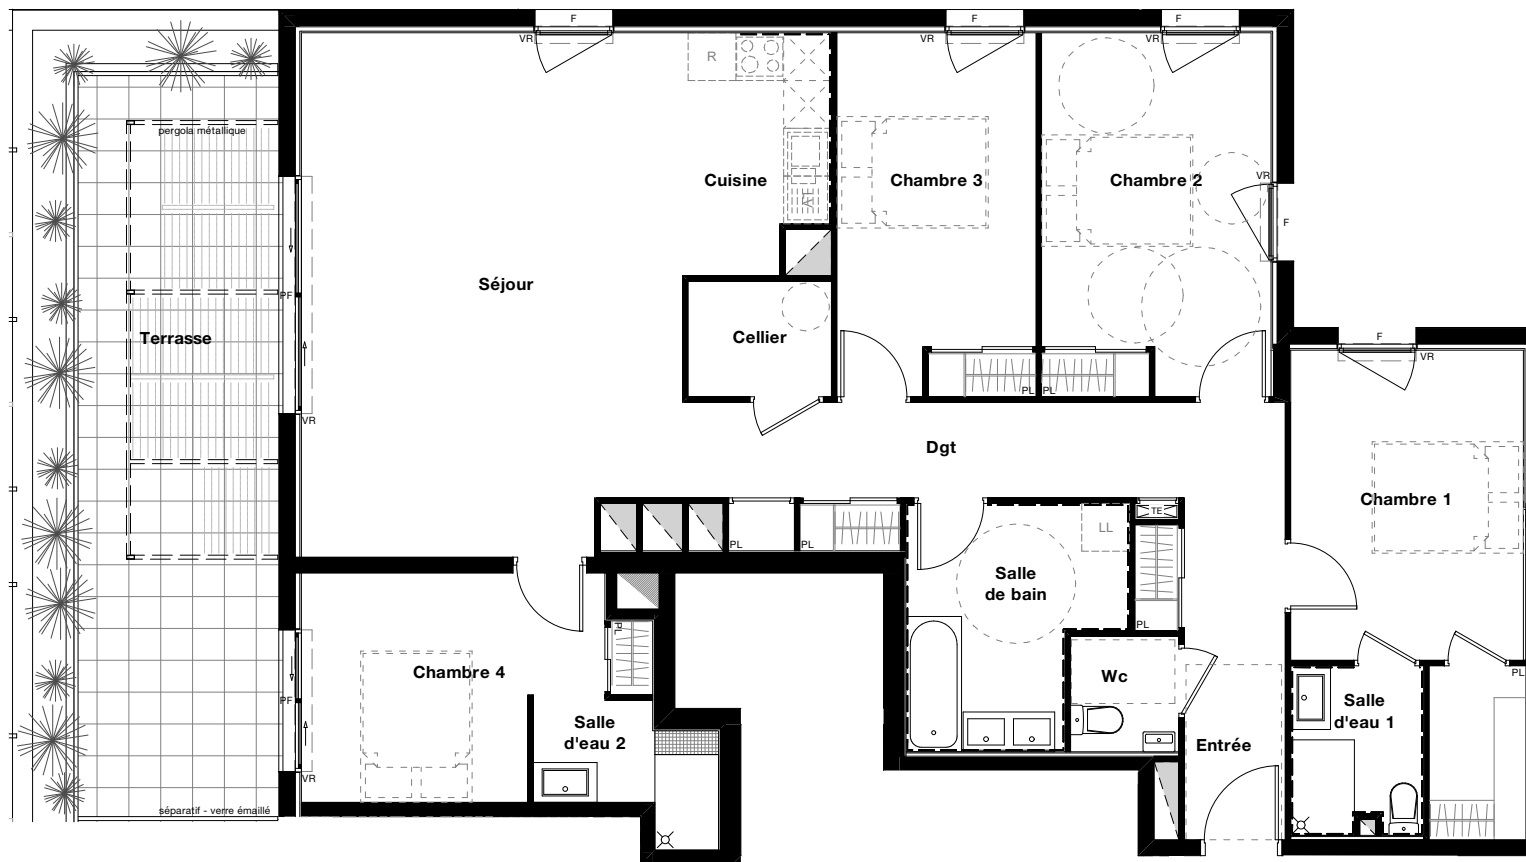 F
F
F
VR
VR
VR
R
pergola métallique
Cuisine
Chambre 3
Chambre 2
VR
LV
F
Séjour
PF
Terrasse
Cellier
F
VR
PL
PL
VR
Dgt
Chambre 1
TE
LL
PL
PL
Salle
de bain
PL
PL
Chambre 4
Wc
PL
PF
Salle
d'eau 2
Salle
d'eau 1
Entrée
VR
séparatif - verre émaillé